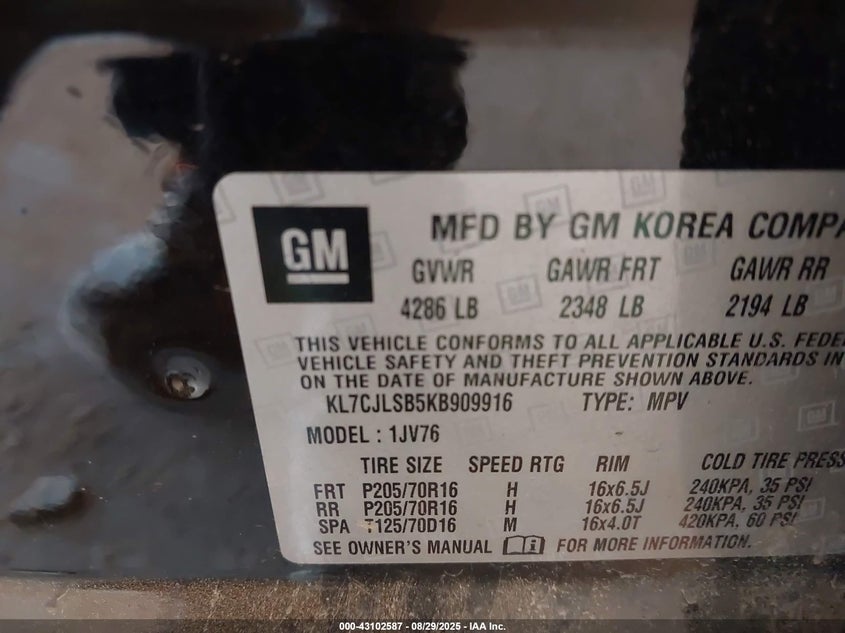 GM
MFD BY GM KOREA COMPA
GVWR GAWR FRT GAWR RR
4286 LB 2348 LB 2194 LB
THIS VEHICLE CONFORMS TO ALL APPLICABLE U.S. FEDE
VEHICLE SAFETY AND THEFT PREVENTION STANDARDS IN
ON THE DATE OF MANUFACTURE SHOWN ABOVE.
KL7CJLSB5KB909916 TYPE: MPV
MODEL : 1JV76
TIRE SIZE SPEED RTG RIM COLD TIRE PRESS
FRT P205/70R16 H 16x6.5J 240KPA, 35 PSI
RR P205/70R16 H 16x6.5J 240KPA, 35 PSI
SPA T125/70D16 M 16x4.0T 420KPA, 60 PSI
SEE OWNER'S MANUAL FOR MORE INFORMATION.
000-43102587 - 08/29/2025 - IAA Inc.